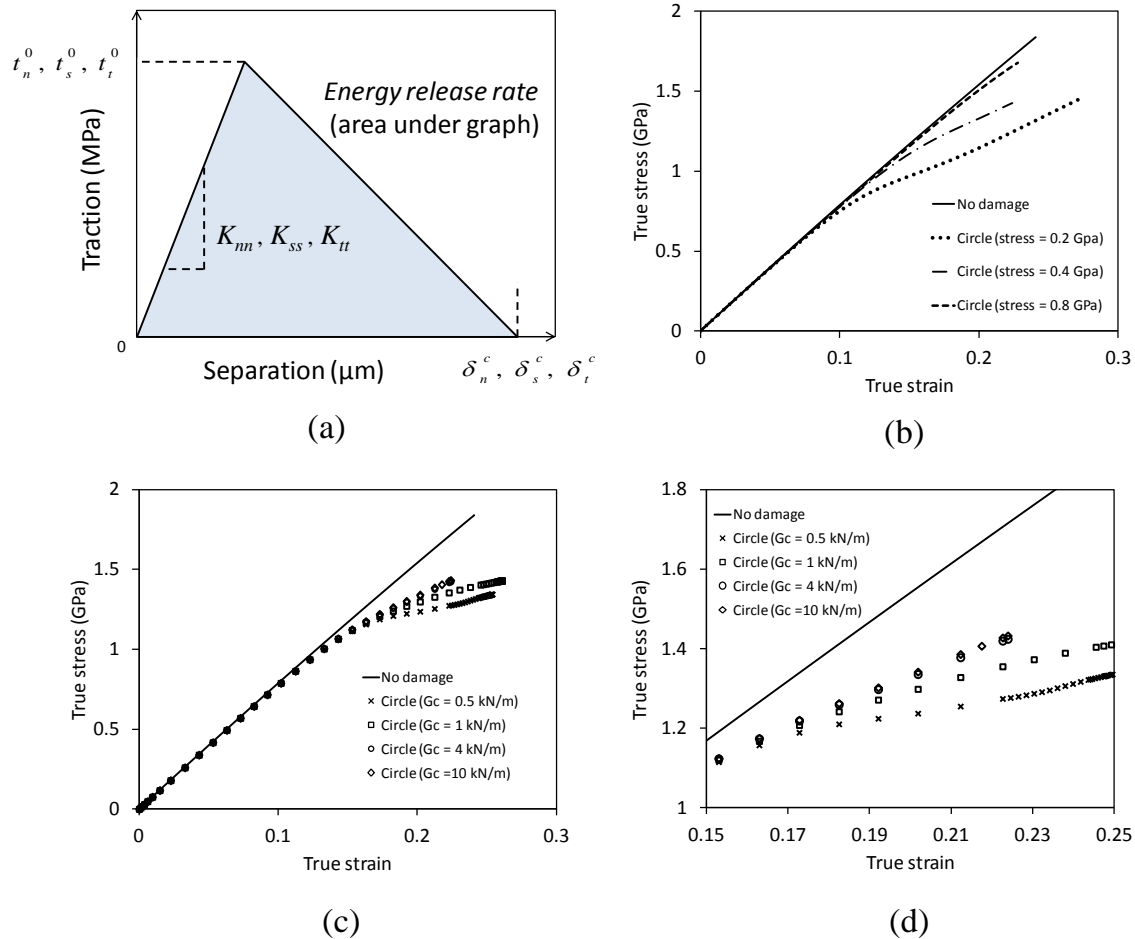 t_n^0 , t_s^0 , t_t^0
Energy release rate
(area under graph)
Traction (MPa)
K_nn , K_ss , K_tt
0
Separation (μm)
δ_n^c , δ_s^c , δ_t^c
(a)
2
1.5
1
0.5
0
True stress (GPa)
No damage
Circle (stress = 0.2 Gpa)
Circle (stress = 0.4 Gpa)
Circle (stress = 0.8 GPa)
0
0.1
0.2
0.3
True strain
(b)
2
1.5
1
0.5
0
True stress (GPa)
No damage
Circle (Gc = 0.5 kN/m)
Circle (Gc = 1 kN/m)
Circle (Gc = 4 kN/m)
Circle (Gc =10 kN/m)
0
0.1
0.2
0.3
True strain
(c)
1.8
1.6
1.4
1.2
1
True stress (GPa)
No damage
Circle (Gc = 0.5 kN/m)
Circle (Gc = 1 kN/m)
Circle (Gc = 4 kN/m)
Circle (Gc =10 kN/m)
0.15
0.17
0.19
0.21
0.23
0.25
True strain
(d)